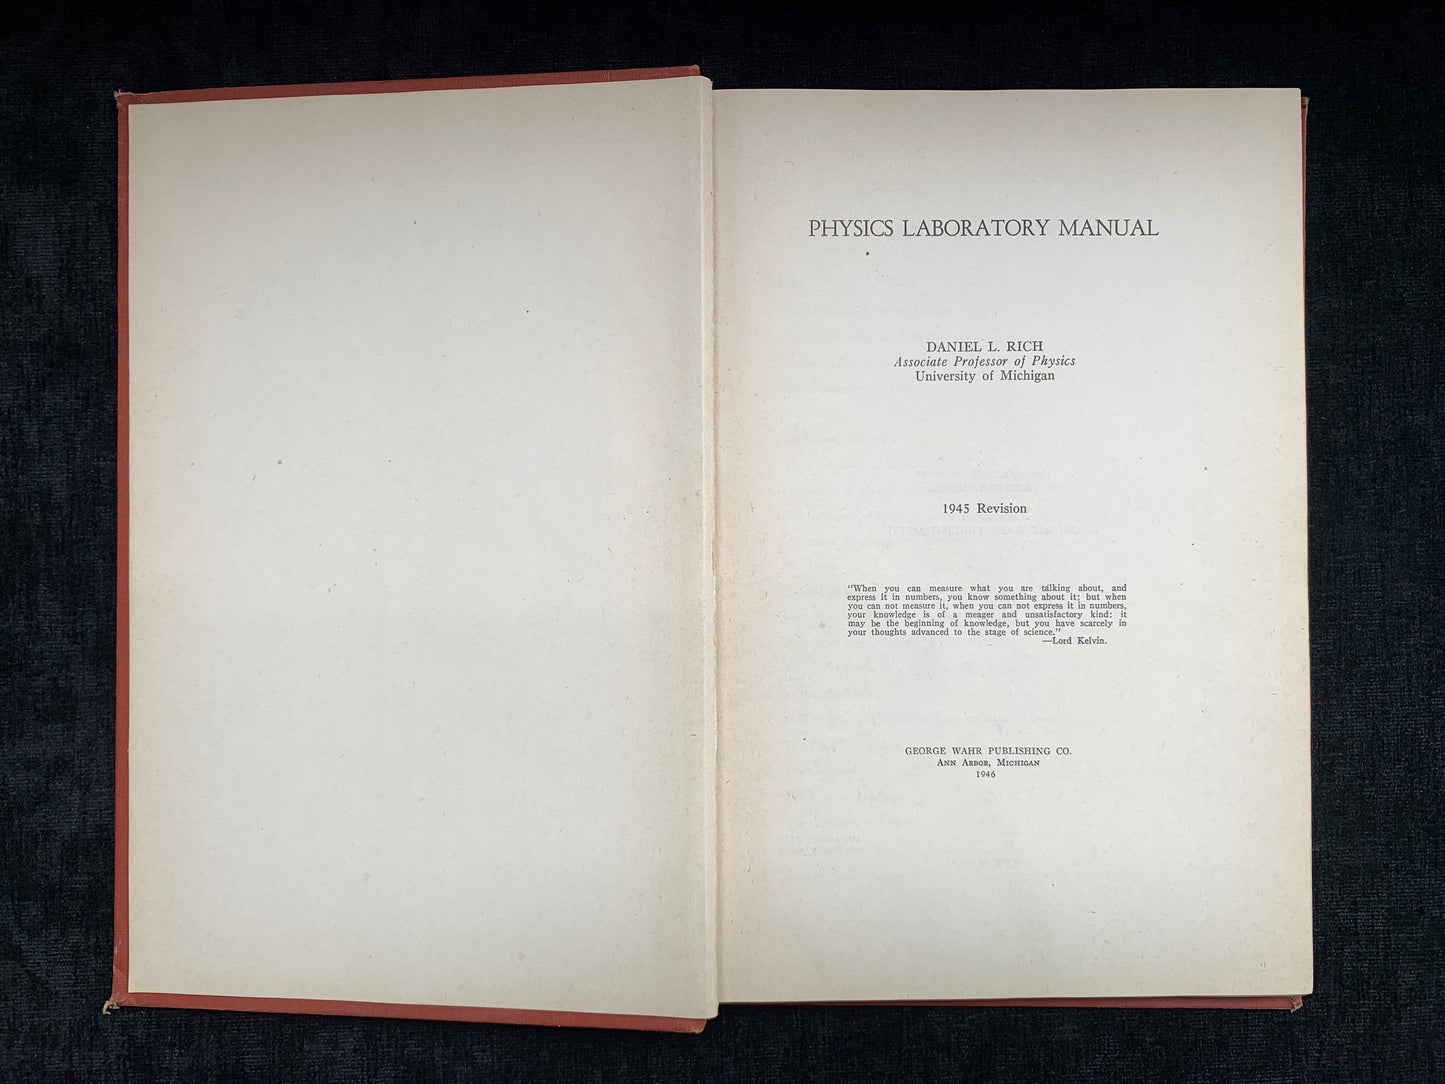 PHYSICS LABORATORY MANUAL
DANIEL L. RICH
Associate Professor of Physics
University of Michigan
1945 Revision
"When you can measure what you are talking about, and
express it in numbers, you know something about it; but when
you can not measure it, when you can not express it in numbers,
your knowledge is of a meager and unsatisfactory kind: it
may be the beginning of knowledge, but you have scarcely in
your thoughts advanced to the stage of science."
—Lord Kelvin.
GEORGE WAHR PUBLISHING CO.
ANN ARBOR, MICHIGAN
1946